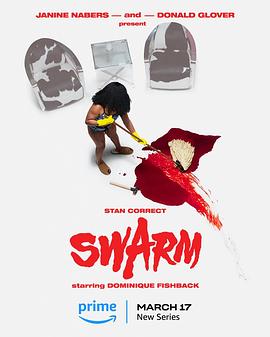 JANINE NABERS — and — DONALD GLOVER
present
STAN CORRECT
SWARM
starring DOMINIQUE FISHBACK
prime
MARCH 17
New Series